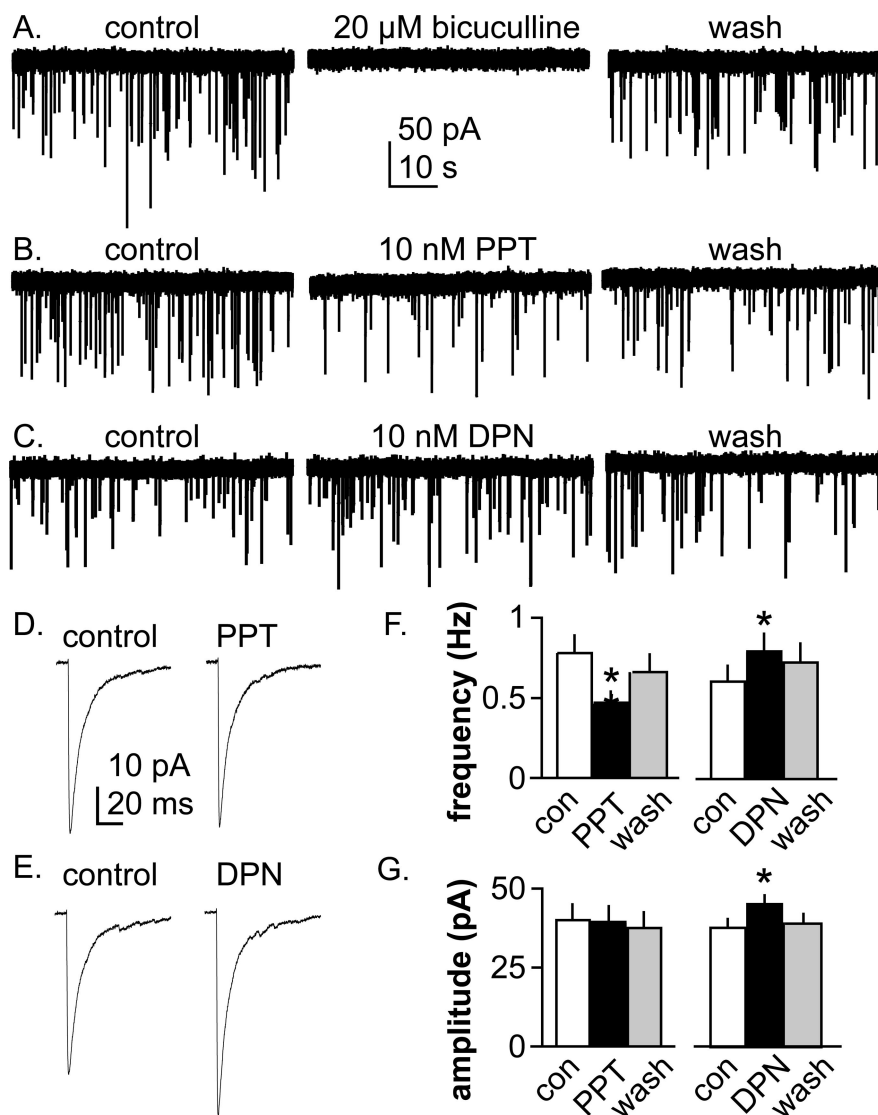 A. control 20 µM bicuculline wash
50 pA
10 s
B. control 10 nM PPT wash
C. control 10 nM DPN wash
D. control PPT
10 pA
20 ms
E. control DPN
F.
frequency (Hz)
1
0.5
0
*
*
*
con PPT wash con DPN wash
G.
amplitude (pA)
50
25
0
*
con PPT wash con DPN wash